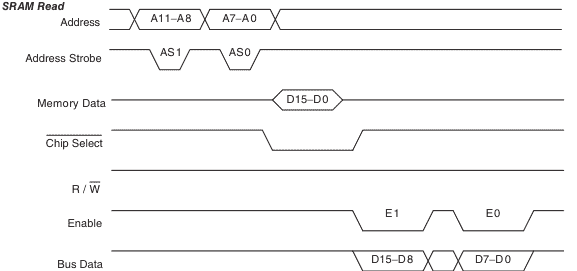 SRAM Read
Address A11–A8 A7–A0
Address Strobe AS1 AS0
Memory Data D15–D0
Chip Select
R / W
Enable E1 E0
Bus Data D15–D8 D7–D0